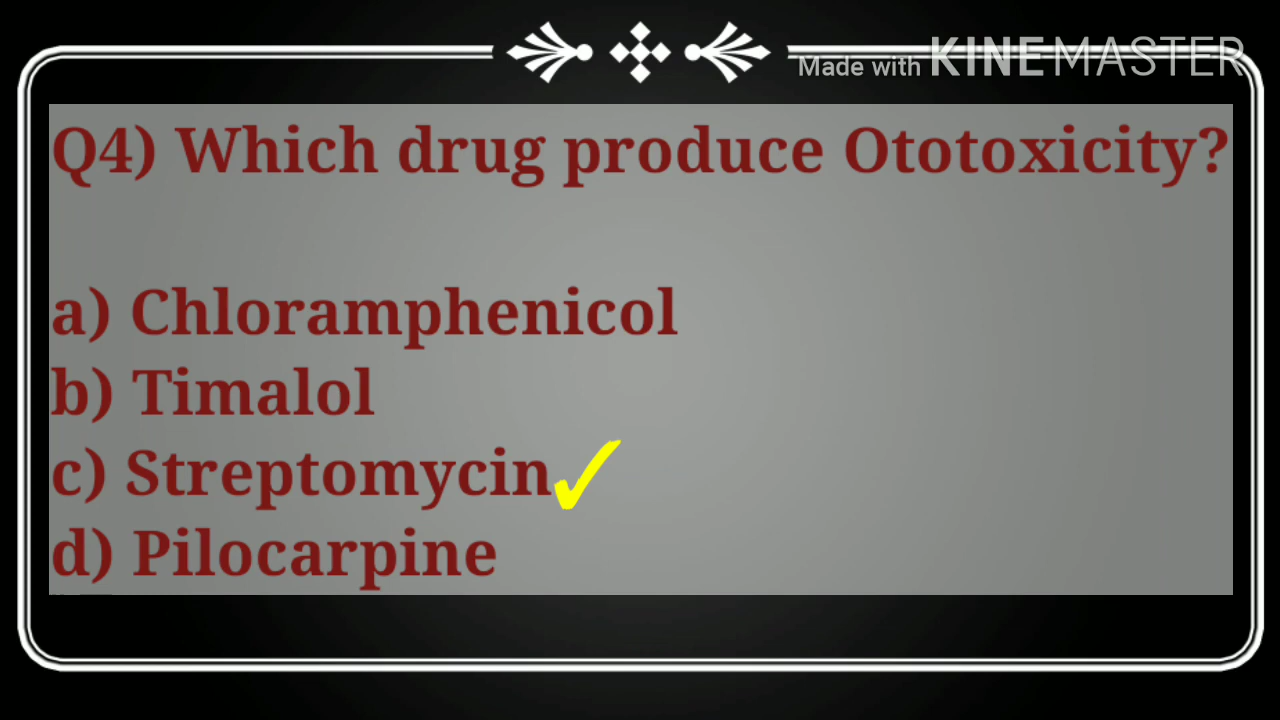 Made with KINEMASTER
Q4) Which drug produce Ototoxicity?
a) Chloramphenicol
b) Timalol
c) Streptomycin✓
d) Pilocarpine